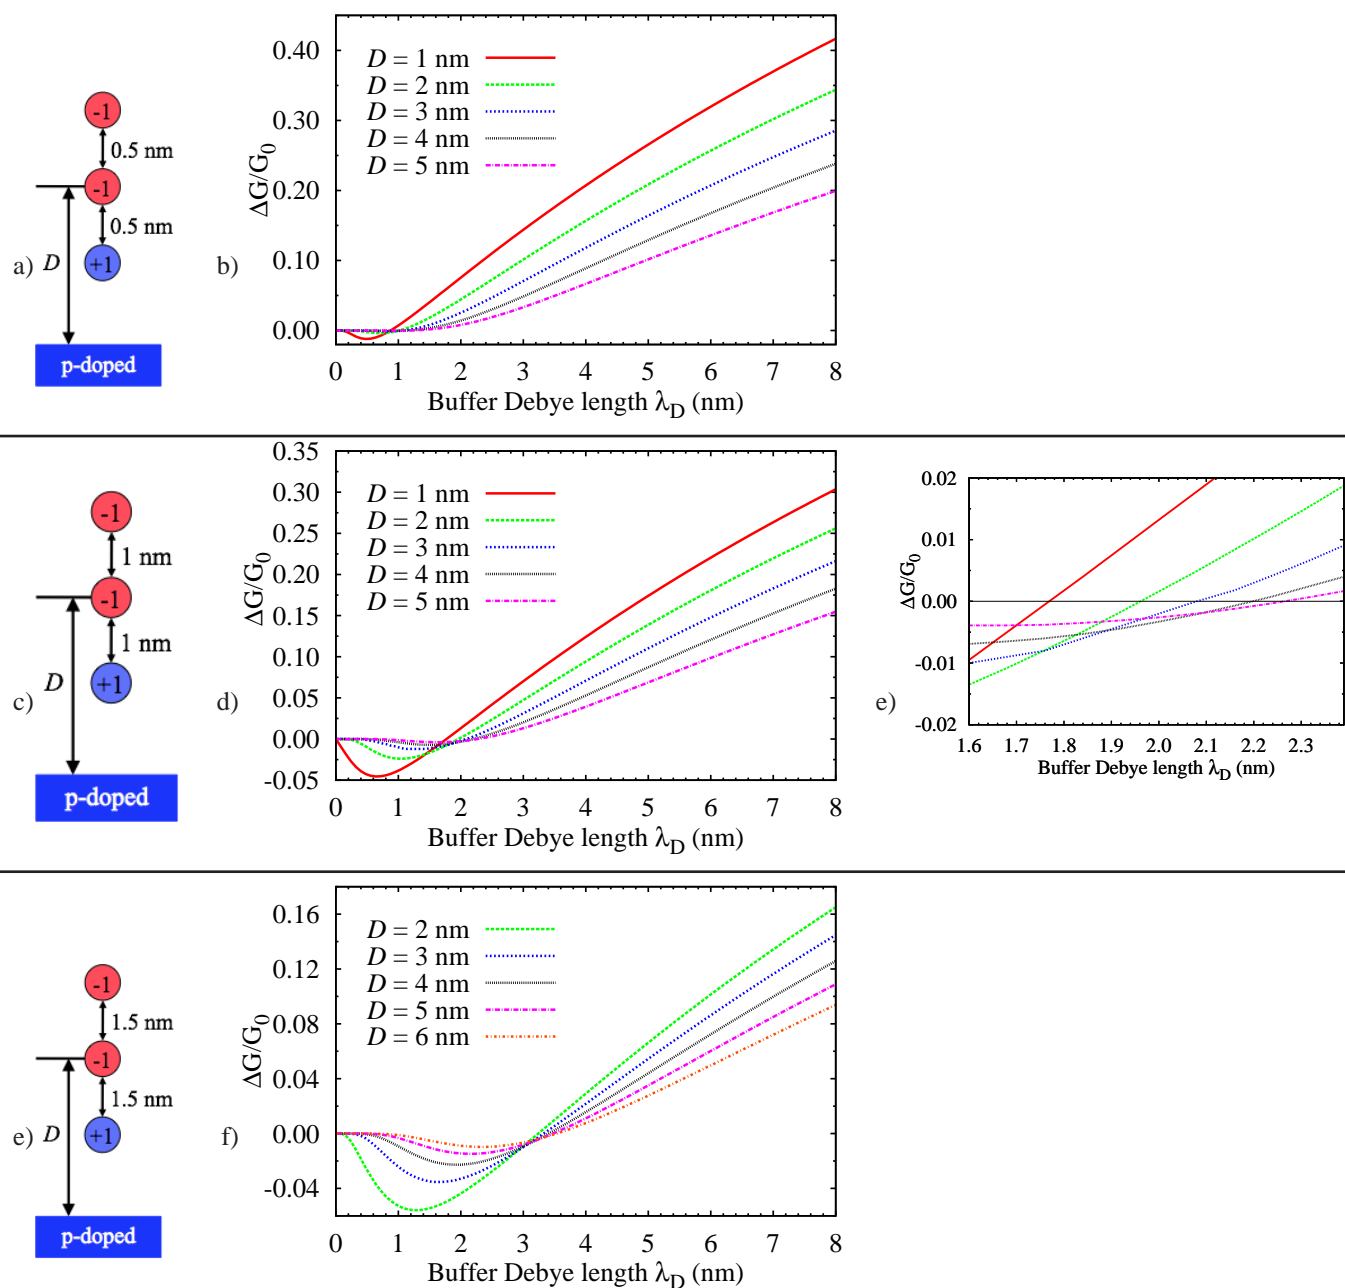 -1
0.5 nm
-1
0.5 nm
+1
a) D
p-doped
b)
ΔG/G0
0.40
0.30
0.20
0.10
0.00
D = 1 nm
D = 2 nm
D = 3 nm
D = 4 nm
D = 5 nm
0 1 2 3 4 5 6 7 8
Buffer Debye length λD (nm)
-1
1 nm
-1
1 nm
+1
c) D
p-doped
d)
ΔG/G0
0.35
0.30
0.25
0.20
0.15
0.10
0.05
0.00
-0.05
D = 1 nm
D = 2 nm
D = 3 nm
D = 4 nm
D = 5 nm
0 1 2 3 4 5 6 7 8
Buffer Debye length λD (nm)
e)
ΔG/G0
0.02
0.01
0.00
-0.01
-0.02
1.6 1.7 1.8 1.9 2.0 2.1 2.2 2.3
Buffer Debye length λD (nm)
-1
1.5 nm
-1
1.5 nm
+1
e) D
p-doped
f)
ΔG/G0
0.16
0.12
0.08
0.04
0.00
-0.04
D = 2 nm
D = 3 nm
D = 4 nm
D = 5 nm
D = 6 nm
0 1 2 3 4 5 6 7 8
Buffer Debye length λD (nm)